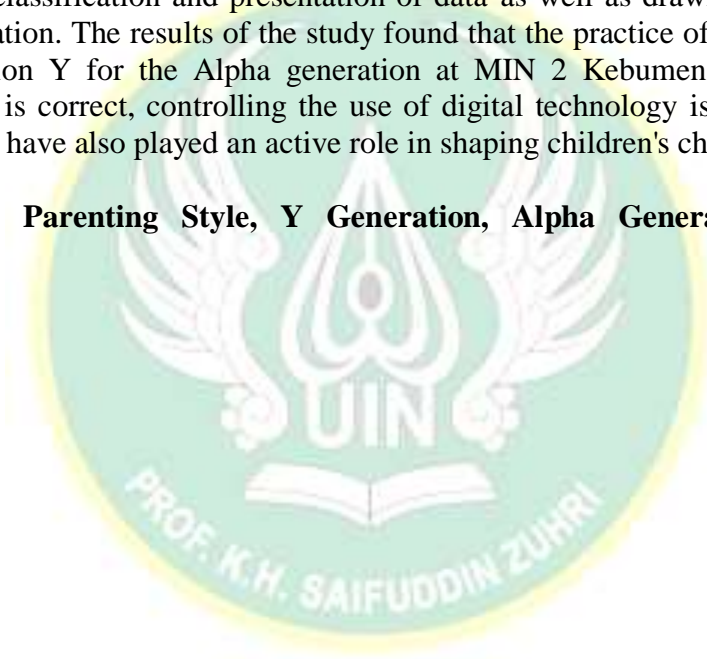 classification and presentation of data as well as draw
ation. The results of the study found that the practice of
ion Y for the Alpha generation at MIN 2 Kebumen
is correct, controlling the use of digital technology is
have also played an active role in shaping children's ch
Parenting Style, Y Generation, Alpha Genera
UIN
PROF. K.H. SAIFUDDIN ZUHRI